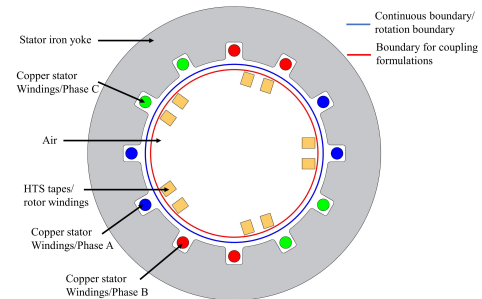 Stator iron yoke
Copper stator
Windings/Phase C
Air
HTS tapes/
rotor windings
Copper stator
Windings/Phase A
Copper stator
Windings/Phase B
Continuous boundary/
rotation boundary
Boundary for coupling
formulations